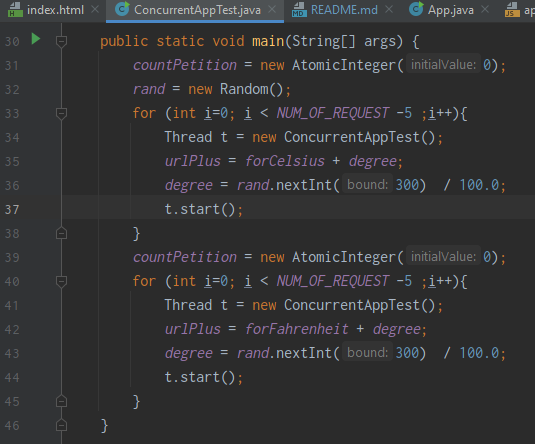 index.html ConcurrentAppTest.java README.md App.java ap
30 public static void main(String[] args) {
31 countPetition = new AtomicInteger( initialValue: 0);
32 rand = new Random();
33 for (int i=0; i < NUM_OF_REQUEST -5 ;i++){
34 Thread t = new ConcurrentAppTest();
35 urlPlus = forCelsius + degree;
36 degree = rand.nextInt( bound: 300) / 100.0;
37 t.start();
38 }
39 countPetition = new AtomicInteger( initialValue: 0);
40 for (int i=0; i < NUM_OF_REQUEST -5 ;i++){
41 Thread t = new ConcurrentAppTest();
42 urlPlus = forFahrenheit + degree;
43 degree = rand.nextInt( bound: 300) / 100.0;
44 t.start();
45 }
46 }